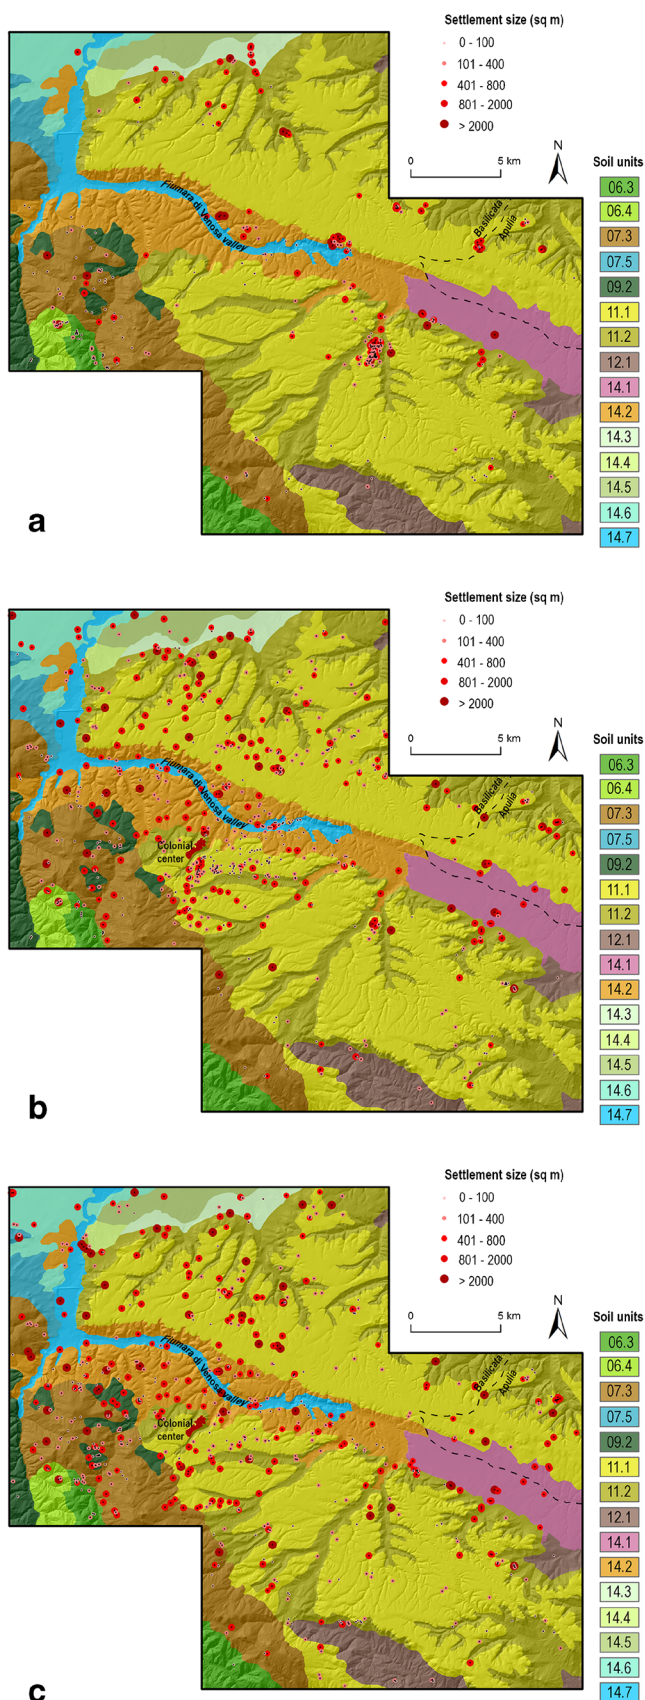 Settlement size (sq m)
0 - 100
101 - 400
401 - 800
801 - 2000
> 2000
N
0
5 km
Soil units
06.3
06.4
07.3
07.5
09.2
11.1
11.2
12.1
14.1
14.2
14.3
14.4
14.5
14.6
14.7
Fiumara di Venosa valley
Basilicata
Apulia
a
Settlement size (sq m)
0 - 100
101 - 400
401 - 800
801 - 2000
> 2000
N
0
5 km
Soil units
06.3
06.4
07.3
07.5
09.2
11.1
11.2
12.1
14.1
14.2
14.3
14.4
14.5
14.6
14.7
Fiumara di Venosa valley
Basilicata
Apulia
Colonial
center
b
Settlement size (sq m)
0 - 100
101 - 400
401 - 800
801 - 2000
> 2000
N
0
5 km
Soil units
06.3
06.4
07.3
07.5
09.2
11.1
11.2
12.1
14.1
14.2
14.3
14.4
14.5
14.6
14.7
Fiumara di Venosa valley
Basilicata
Apulia
Colonial
center
c